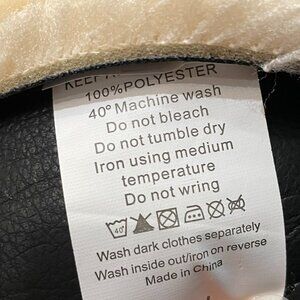 100%POLYESTER
40° Machine wash
Do not bleach
Do not tumble dry
Iron using medium
temperature
Do not wring
40°
Wash dark clothes separately
Wash inside out/iron on reverse
Made in China